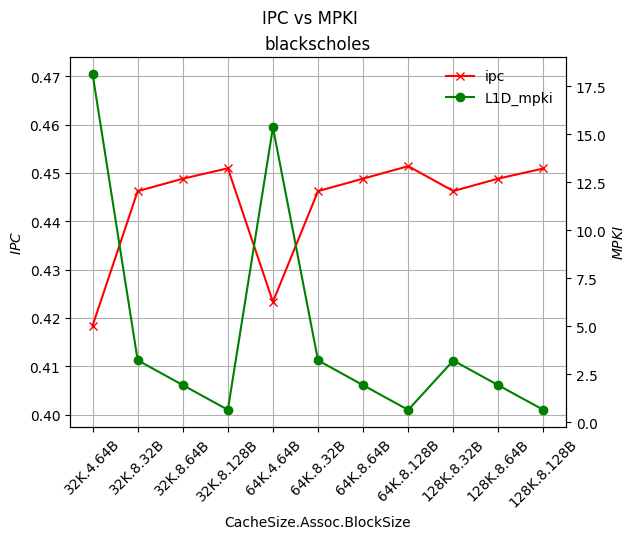 IPC vs MPKI
blackscholes
ipc
L1D_mpki
0.47
0.46
0.45
0.44
0.43
0.42
0.41
0.40
IPC
17.5
15.0
12.5
10.0
7.5
5.0
2.5
0.0
MPKI
32K.4.64B
32K.8.32B
32K.8.64B
32K.8.128B
64K.4.64B
64K.8.32B
64K.8.64B
64K.8.128B
128K.8.32B
128K.8.64B
128K.8.128B
CacheSize.Assoc.BlockSize